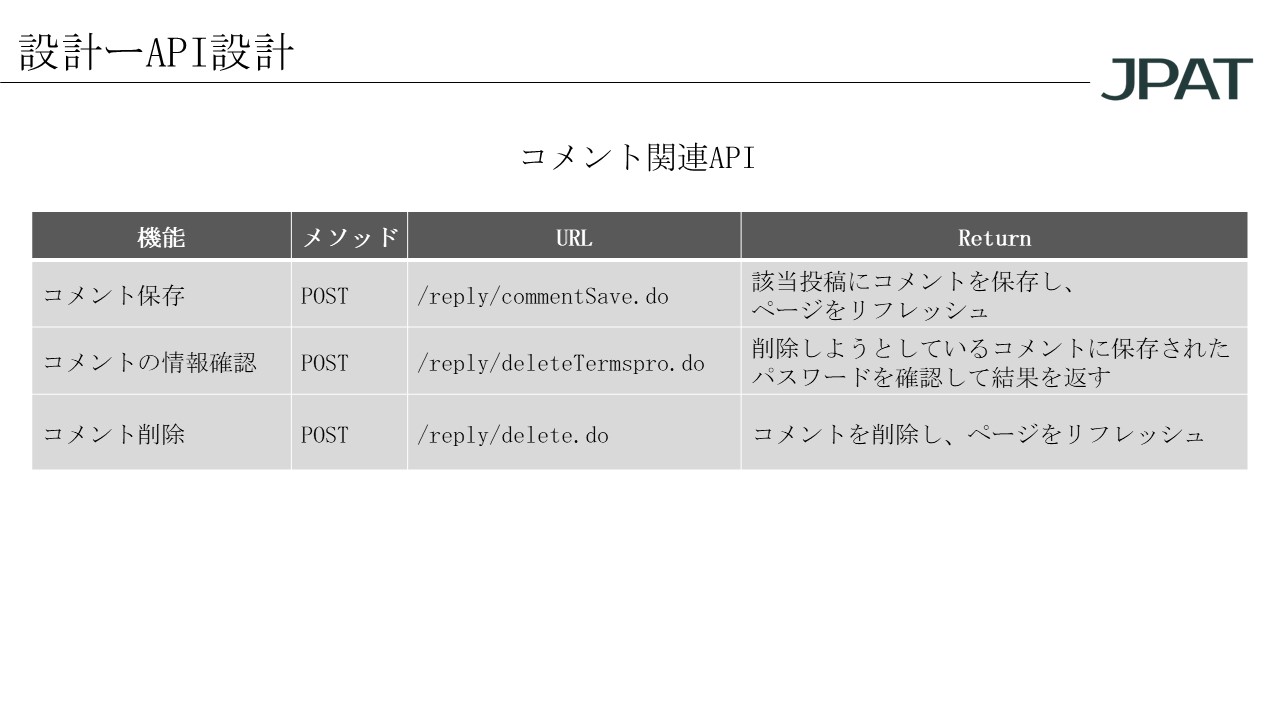 設計ーAPI設計
JPAT
コメント関連API
機能 メソッド URL Return
コメント保存 POST /reply/commentSave.do 該当投稿にコメントを保存し、
ページをリフレッシュ
コメントの情報確認 POST /reply/deleteTermspro.do 削除しようとしているコメントに保存された
パスワードを確認して結果を返す
コメント削除 POST /reply/delete.do コメントを削除し、ページをリフレッシュ